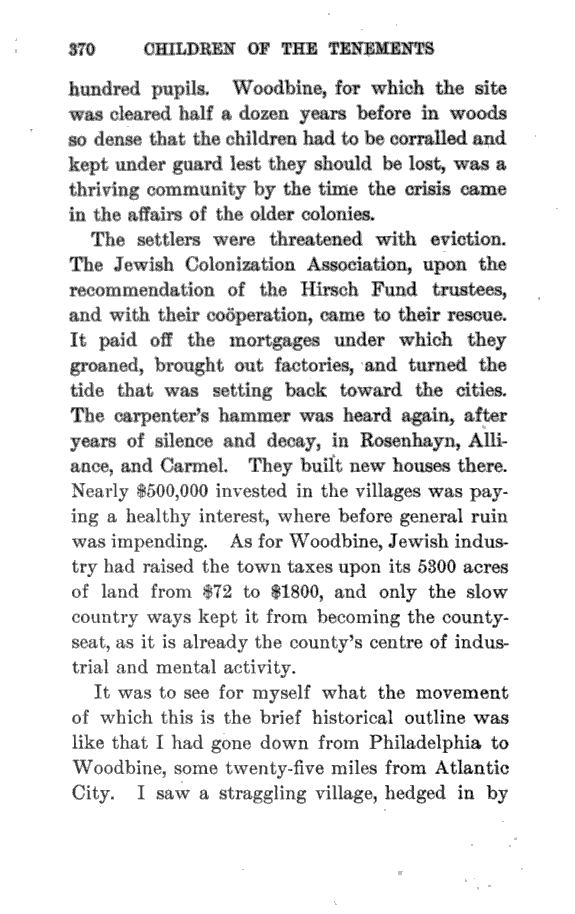 370 CHILDREN OF THE TENEMENTS
hundred pupils. Woodbine, for which the site
was cleared half a dozen years before in woods
so dense that the children had to be corralled and
kept under guard lest they should be lost, was a
thriving community by the time the crisis came
in the affairs of the older colonies.
The settlers were threatened with eviction.
The Jewish Colonization Association, upon the
recommendation of the Hirsch Fund trustees,
and with their coöperation, came to their rescue.
It paid off the mortgages under which they
groaned, brought out factories, and turned the
tide that was setting back toward the cities.
The carpenter's hammer was heard again, after
years of silence and decay, in Rosenhayn, Alli-
ance, and Carmel. They built new houses there.
Nearly $500,000 invested in the villages was pay-
ing a healthy interest, where before general ruin
was impending. As for Woodbine, Jewish indus-
try had raised the town taxes upon its 5300 acres
of land from $72 to $1800, and only the slow
country ways kept it from becoming the county-
seat, as it is already the county's centre of indus-
trial and mental activity.
It was to see for myself what the movement
of which this is the brief historical outline was
like that I had gone down from Philadelphia to
Woodbine, some twenty-five miles from Atlantic
City. I saw a straggling village, hedged in by